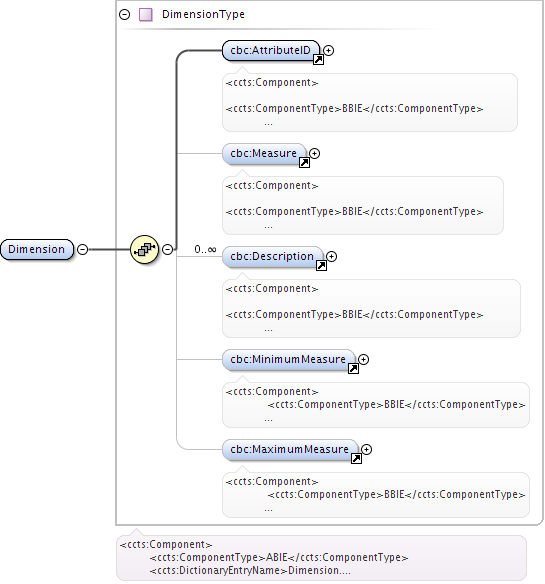 DimensionType
cbc:AttributeID
<ccts:Component>
<ccts:ComponentType>BBIE</ccts:ComponentType>
...
cbc:Measure
<ccts:Component>
<ccts:ComponentType>BBIE</ccts:ComponentType>
...
Dimension
0..∞
cbc:Description
<ccts:Component>
<ccts:ComponentType>BBIE</ccts:ComponentType>
...
cbc:MinimumMeasure
<ccts:Component>
<ccts:ComponentType>BBIE</ccts:ComponentType>
...
cbc:MaximumMeasure
<ccts:Component>
<ccts:ComponentType>BBIE</ccts:ComponentType>
...
<ccts:Component>
<ccts:ComponentType>ABIE</ccts:ComponentType>
<ccts:DictionaryEntryName>Dimension....